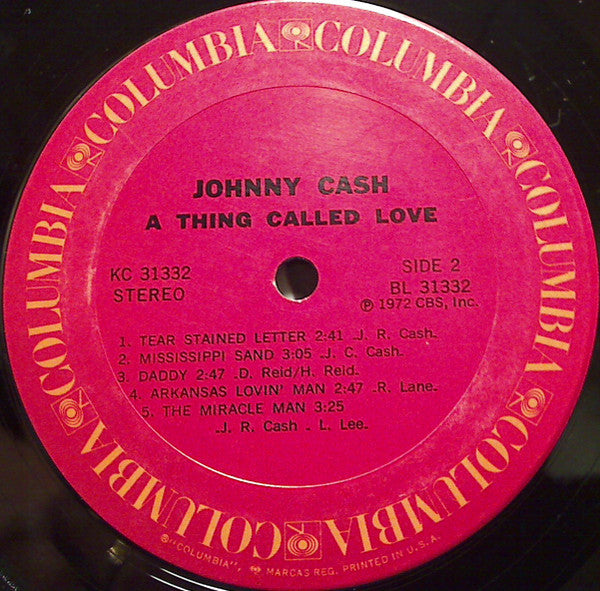 COLUMBIA COLUMBIA COLUMBIA COLUMBIA COLUMBIA COLUMBIA
JOHNNY CASH
A THING CALLED LOVE
KC 31332
STEREO
SIDE 2
BL 31332
Ⓟ 1972 CBS, Inc.
1. TEAR STAINED LETTER 2:41 .J. R. Cash.
2. MISSISSIPPI SAND 3:05 .J. C. Cash.
3. DADDY 2:47 .D. Reid/H. Reid.
4. ARKANSAS LOVIN' MAN 2:47 .R. Lane.
5. THE MIRACLE MAN 3:25
.J. R. Cash . L. Lee.
®"COLUMBIA", MARCAS REG. PRINTED IN U.S.A.